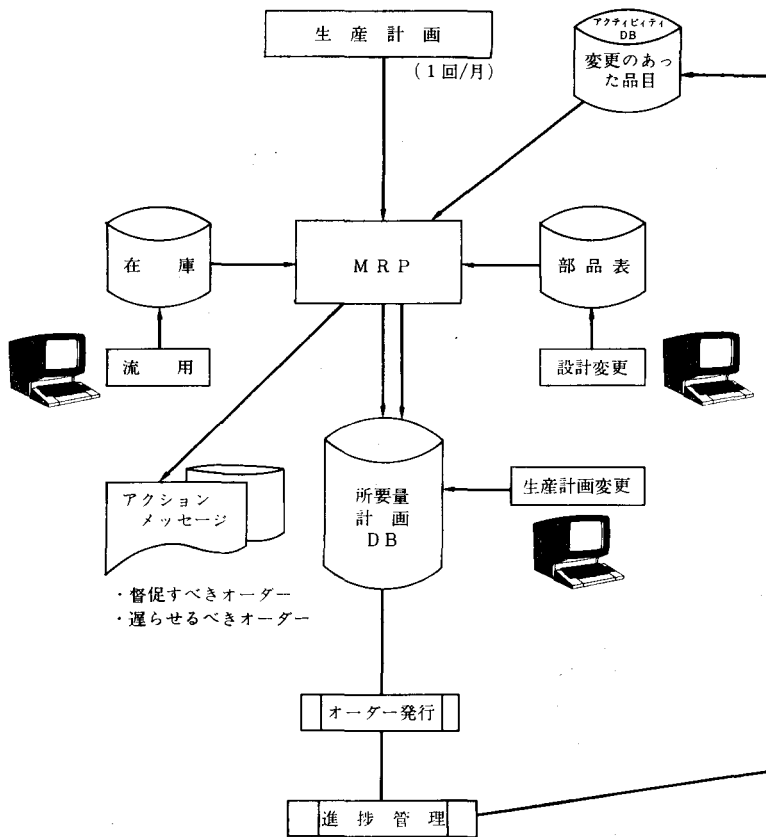 生産計画
(1回/月)
アクティビティ
DB
変更のあっ
た品目
在庫
MRP
部品表
流用
設計変更
アクション
メッセージ
所要量
計画
DB
生産計画変更
・督促すべきオーダー
・遅らせるべきオーダー
オーダー発行
進捗管理